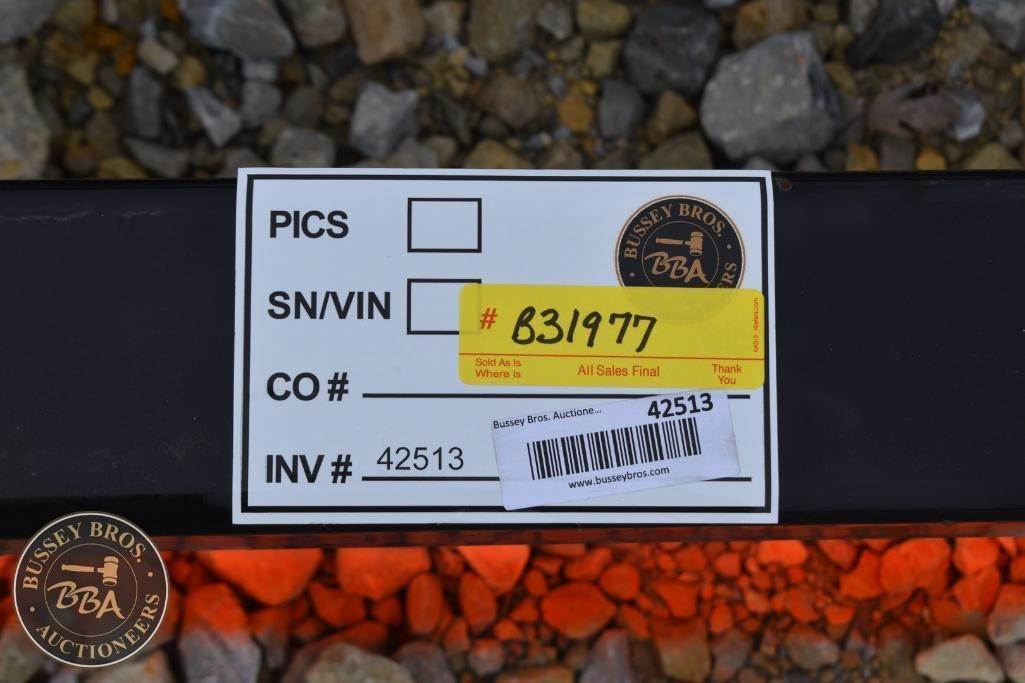 PICS
BUSSEY BROS.
BBA
ERS
SN/VIN
# B31977
Sold As Is
Where Is
All Sales Final
Thank
You
CO #
Bussey Bros. Auctione... 42513
www.busseybros.com
INV # 42513
BUSSEY BROS.
BBA
AUCTIONEERS